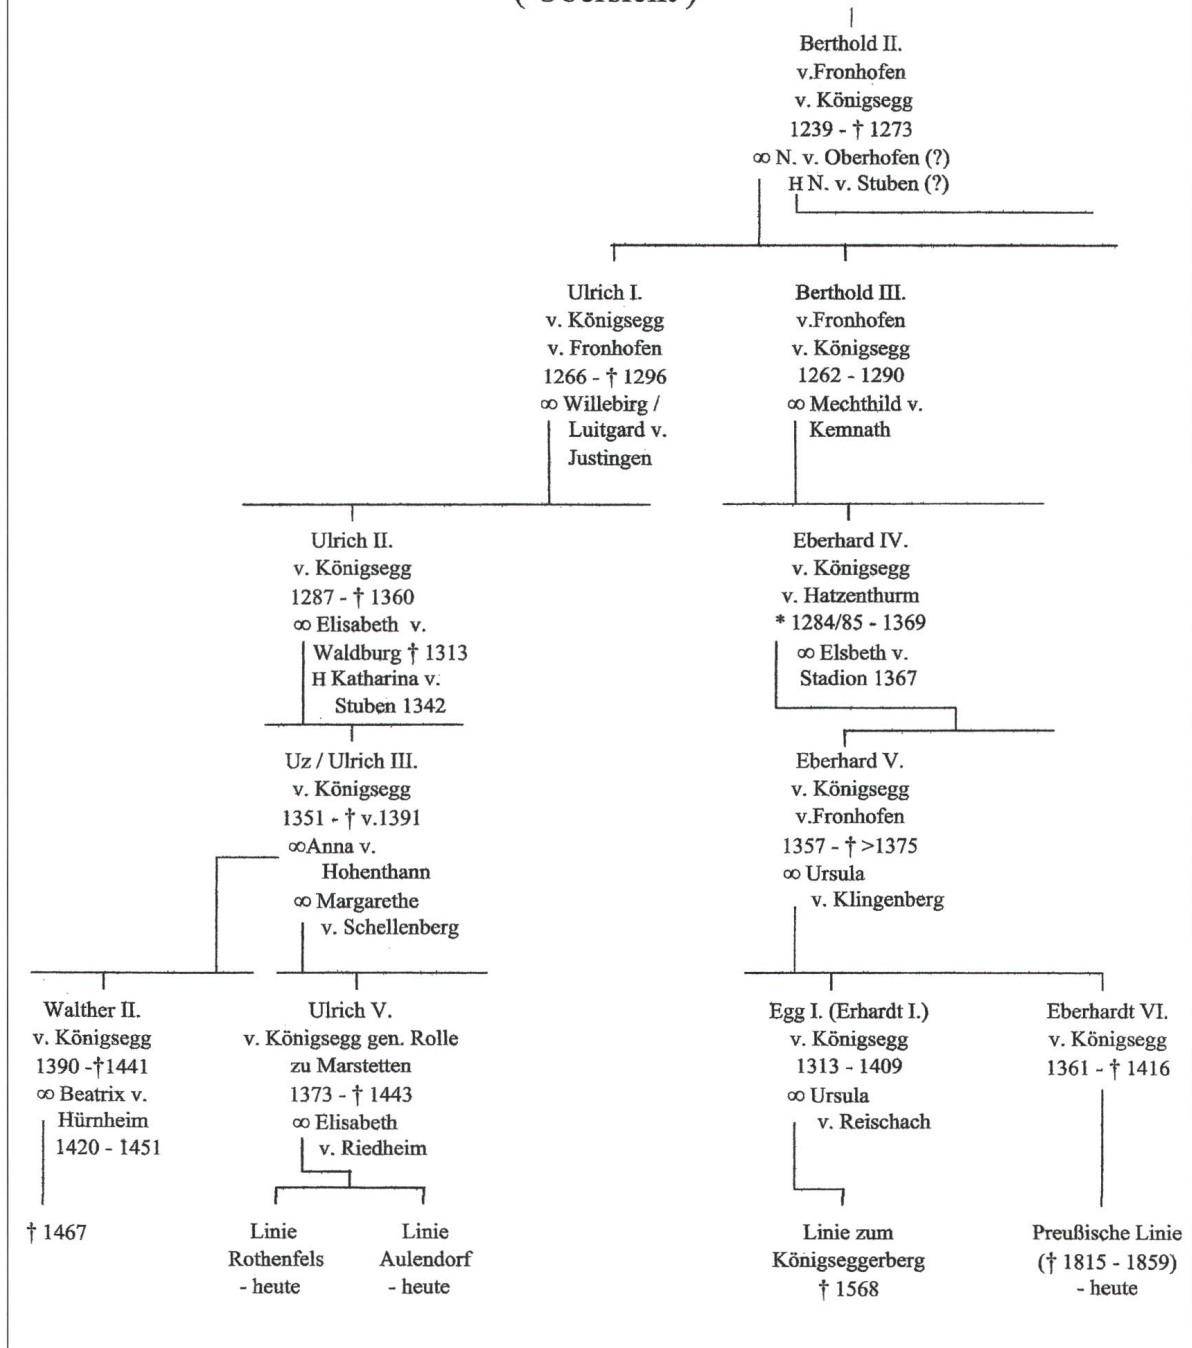 ( Übersicht )
Berthold II.
v.Fronhofen
v. Königsegg
1239 - † 1273
∞ N. v. Oberhofen (?)
H N. v. Stuben (?)
Ulrich I.
v. Königsegg
v. Fronhofen
1266 - † 1296
∞ Willebirg /
Luitgard v.
Justingen
Berthold III.
v.Fronhofen
v. Königsegg
1262 - 1290
∞ Mechthild v.
Kemnath
Ulrich II.
v. Königsegg
1287 - † 1360
∞ Elisabeth v.
Waldburg † 1313
H Katharina v.
Stuben 1342
Eberhard IV.
v. Königsegg
v. Hatzenthurm
* 1284/85 - 1369
∞ Elsbeth v.
Stadion 1367
Uz / Ulrich III.
v. Königsegg
1351 - † v.1391
∞Anna v.
Hohenthann
∞ Margarethe
v. Schellenberg
Eberhard V.
v. Königsegg
v.Fronhofen
1357 - † >1375
∞ Ursula
v. Klingenberg
Walther II.
v. Königsegg
1390 -†1441
∞ Beatrix v.
Hürnheim
1420 - 1451
† 1467
Ulrich V.
v. Königsegg gen. Rolle
zu Marstetten
1373 - † 1443
∞ Elisabeth
v. Riedheim
Linie
Rothenfels
- heute
Linie
Aulendorf
- heute
Egg I. (Erhardt I.)
v. Königsegg
1313 - 1409
∞ Ursula
v. Reischach
Linie zum
Königseggerberg
† 1568
Eberhardt VI.
v. Königsegg
1361 - † 1416
Preußische Linie
(† 1815 - 1859)
- heute